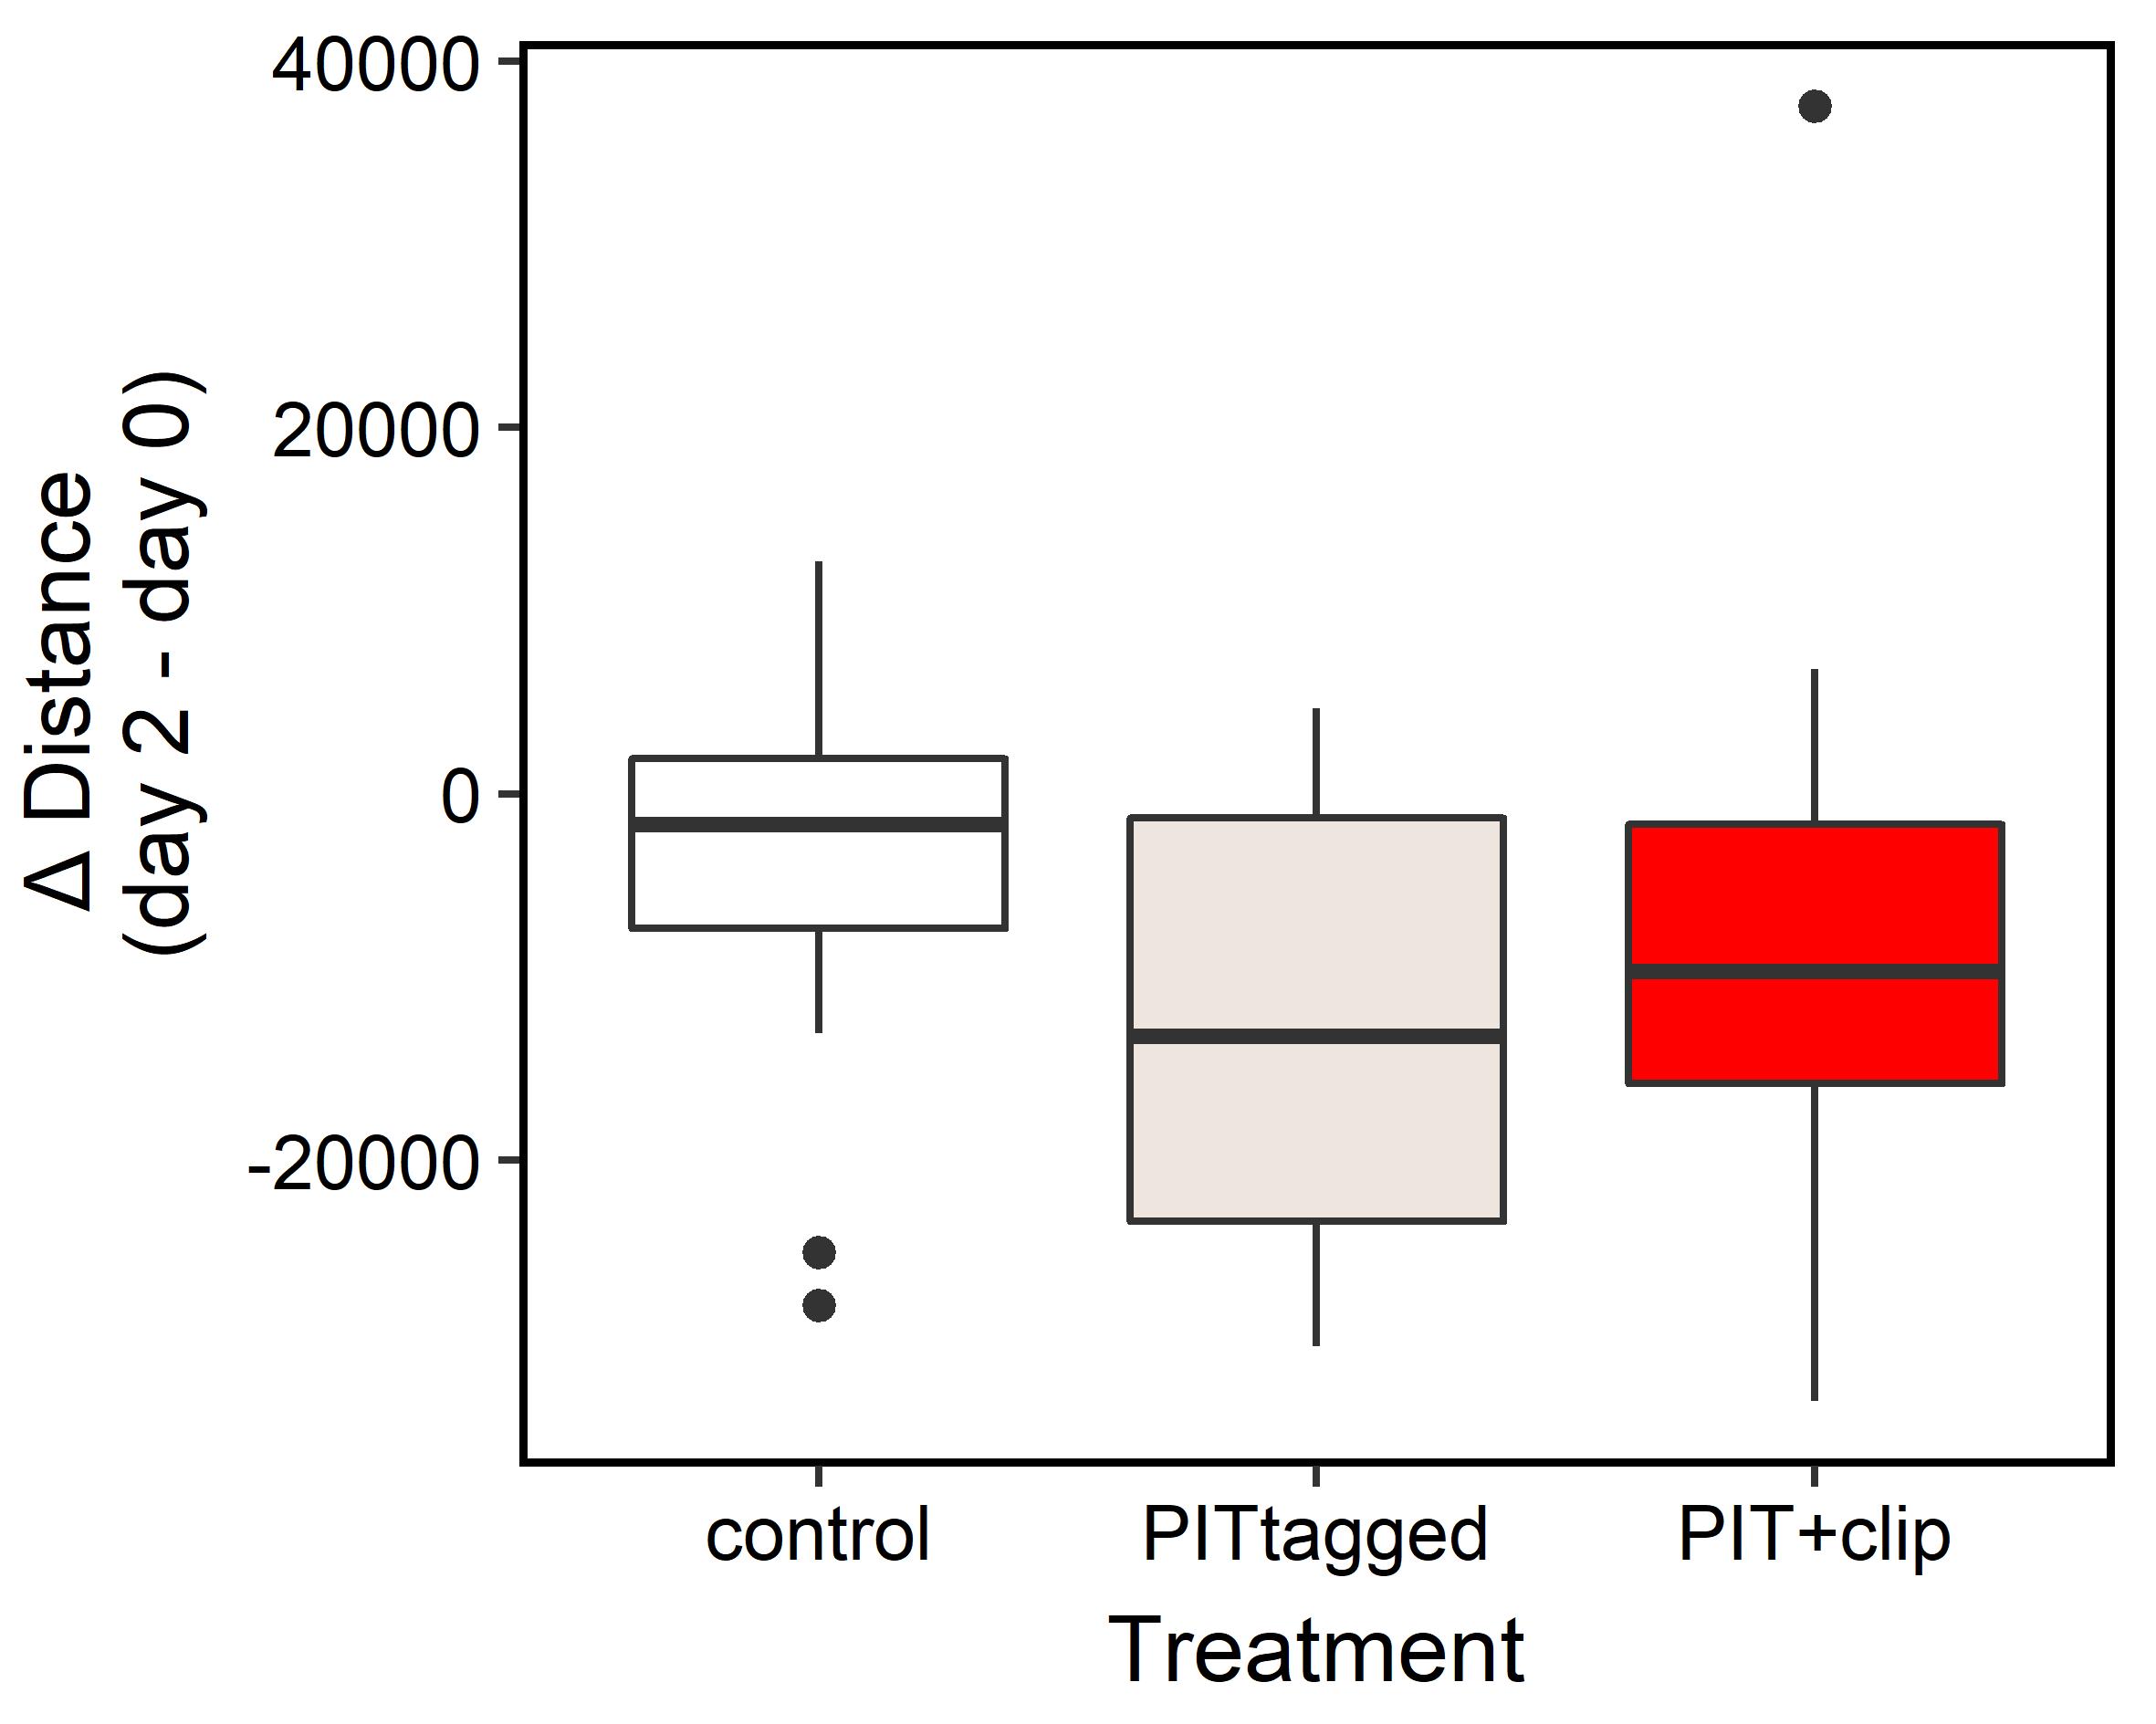 Δ Distance
(day 2 - day 0)
40000
20000
0
-20000
control PITtagged PIT+clip
Treatment